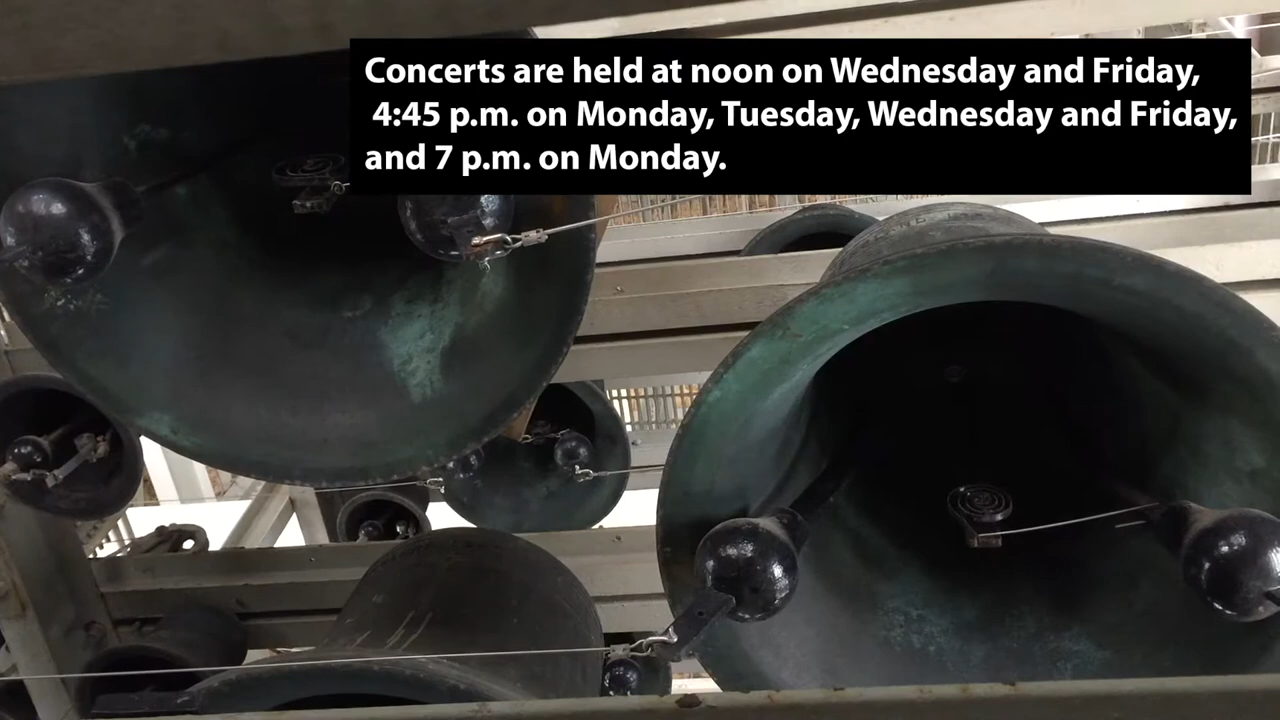 Concerts are held at noon on Wednesday and Friday,
4:45 p.m. on Monday, Tuesday, Wednesday and Friday,
and 7 p.m. on Monday.